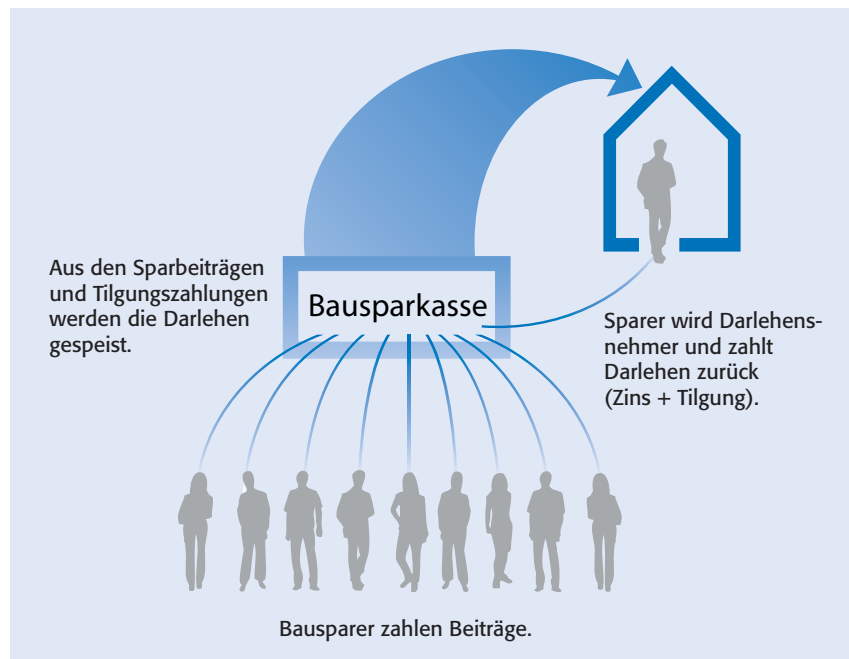 Aus den Sparbeiträgen
und Tilgungszahlungen
werden die Darlehen
gespeist.
Bausparkasse
Sparer wird Darlehens-
nehmer und zahlt
Darlehen zurück
(Zins + Tilgung).
Bausparer zahlen Beiträge.